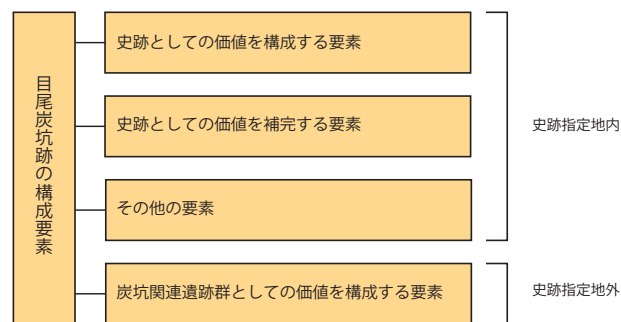 目尾炭坑跡の構成要素
史跡としての価値を構成する要素
史跡としての価値を補完する要素
その他の要素
史跡指定地内
炭坑関連遺跡群としての価値を構成する要素
史跡指定地外